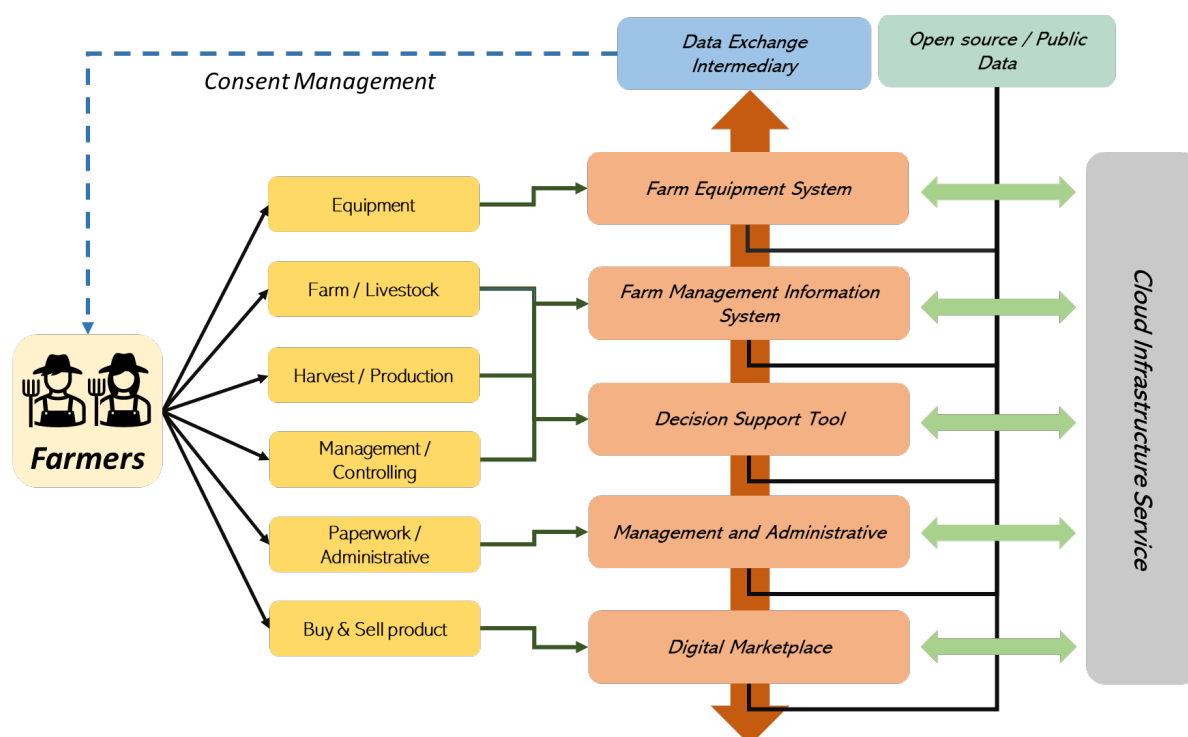 Data Exchange
Intermediary
Open source / Public
Data
Consent Management
Equipment
Farm Equipment System
Farm / Livestock
Farm Management Information
System
Harvest / Production
Decision Support Tool
Management /
Controlling
Farmers
Paperwork /
Administrative
Management and Administrative
Buy & Sell product
Digital Marketplace
Cloud Infrastructure Service